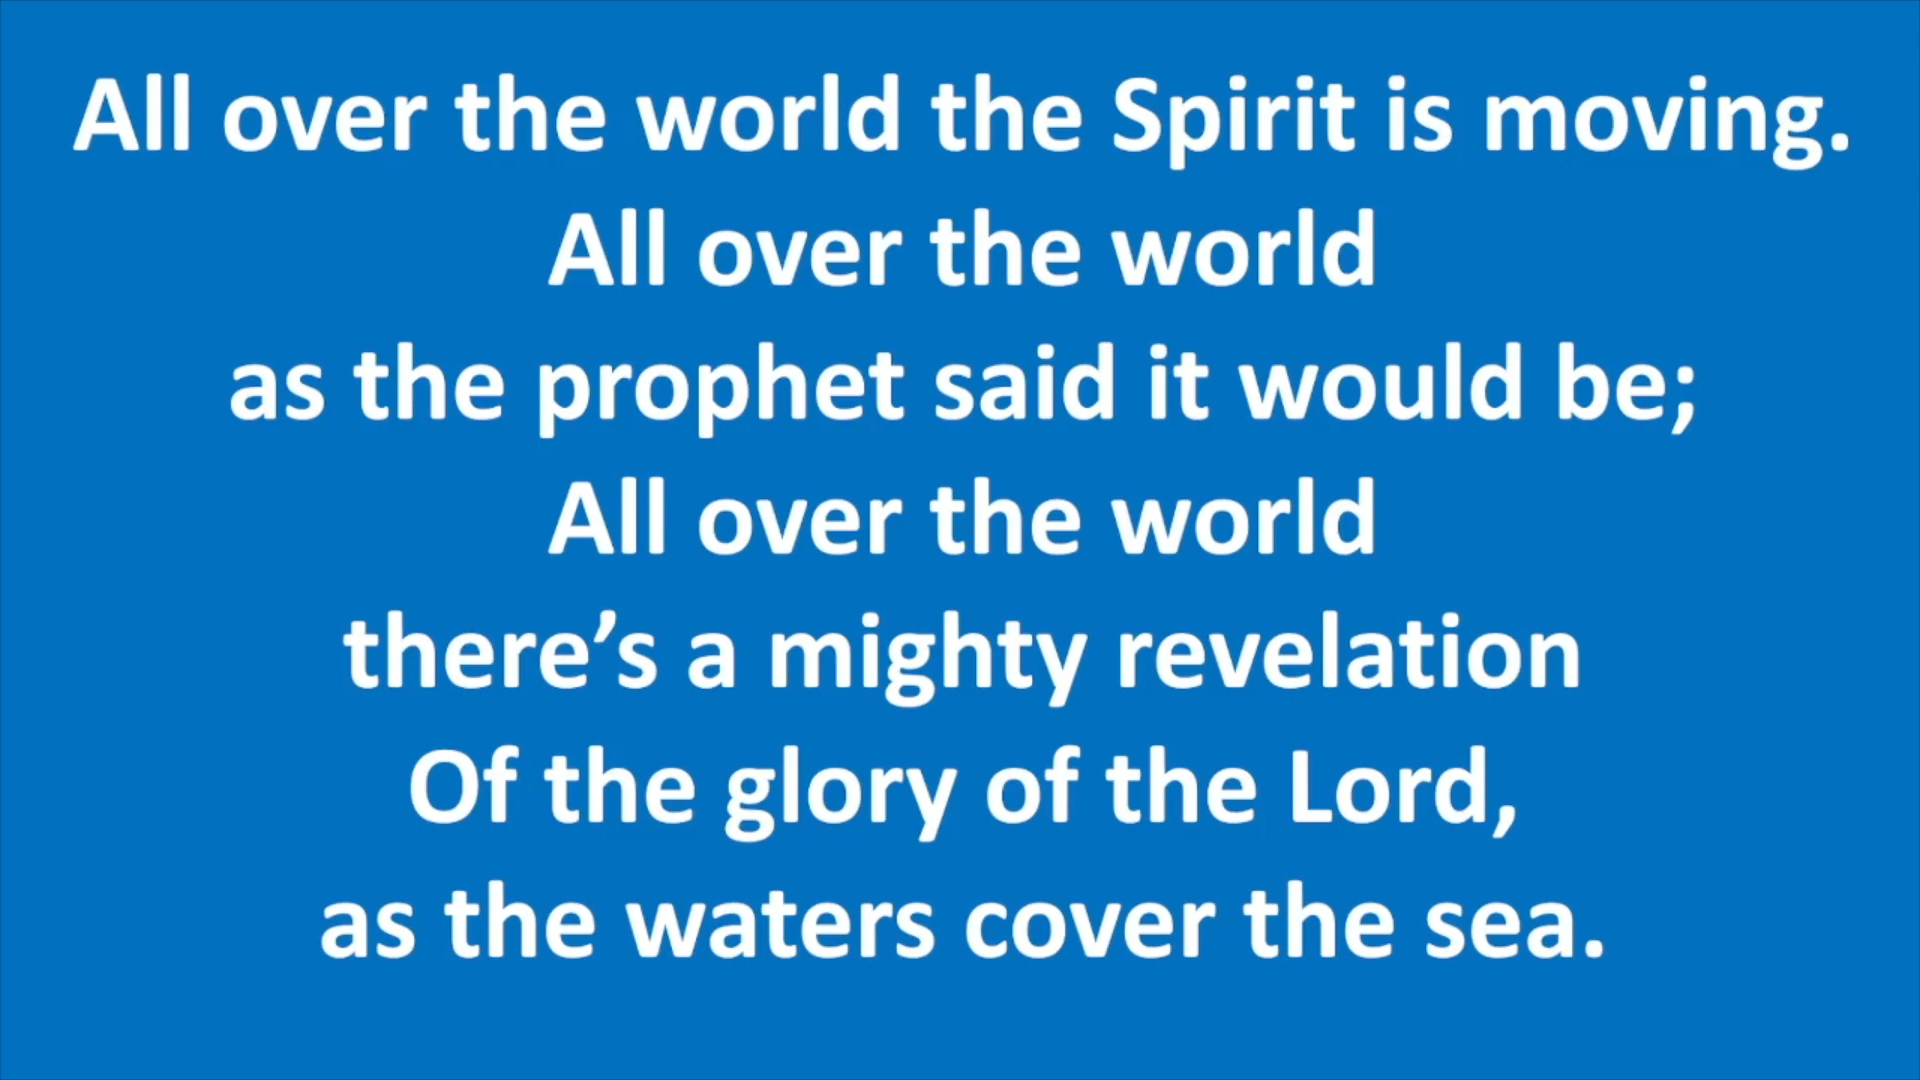 All over the world the Spirit is moving.
All over the world
as the prophet said it would be;
All over the world
there’s a mighty revelation
Of the glory of the Lord,
as the waters cover the sea.